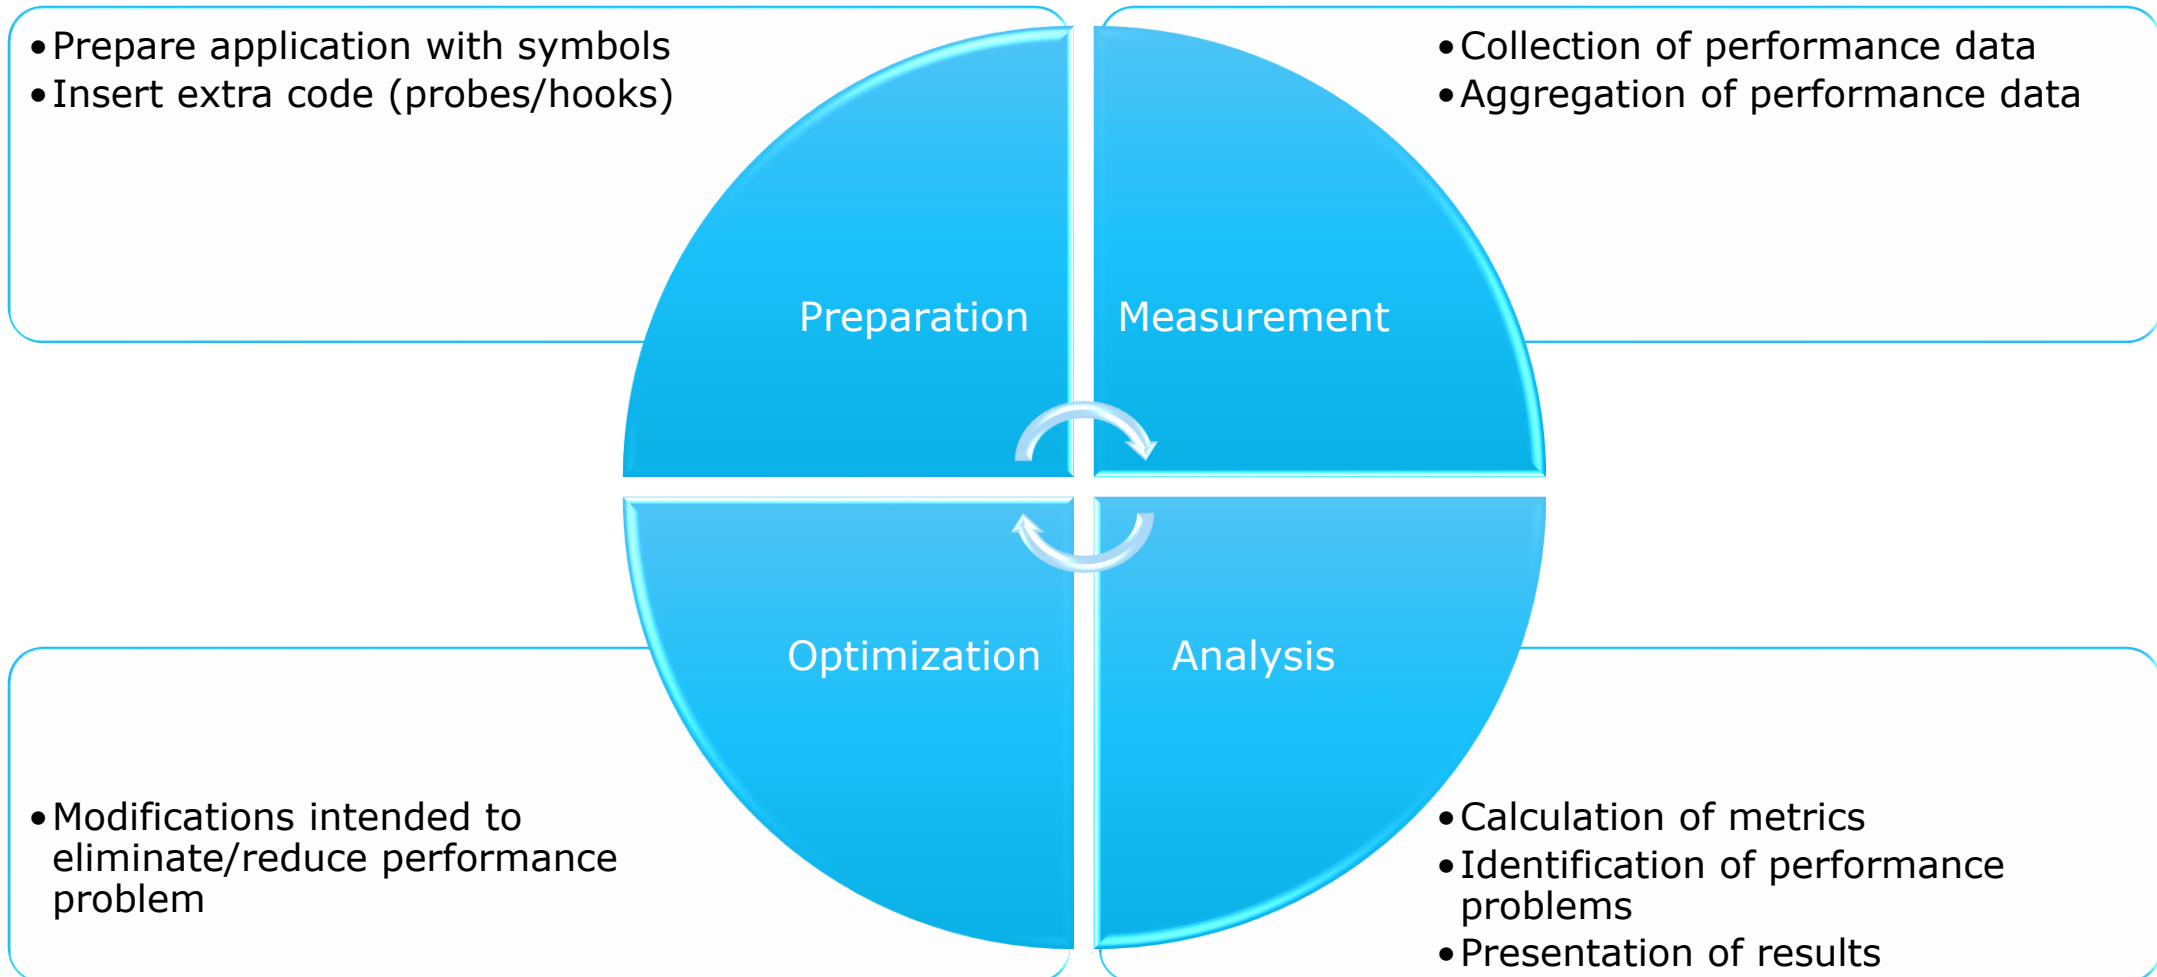 •Prepare application with symbols
•Insert extra code (probes/hooks)
•Collection of performance data
•Aggregation of performance data
Preparation
Measurement
Optimization
Analysis
•Modifications intended to
eliminate/reduce performance
problem
•Calculation of metrics
•Identification of performance
problems
•Presentation of results